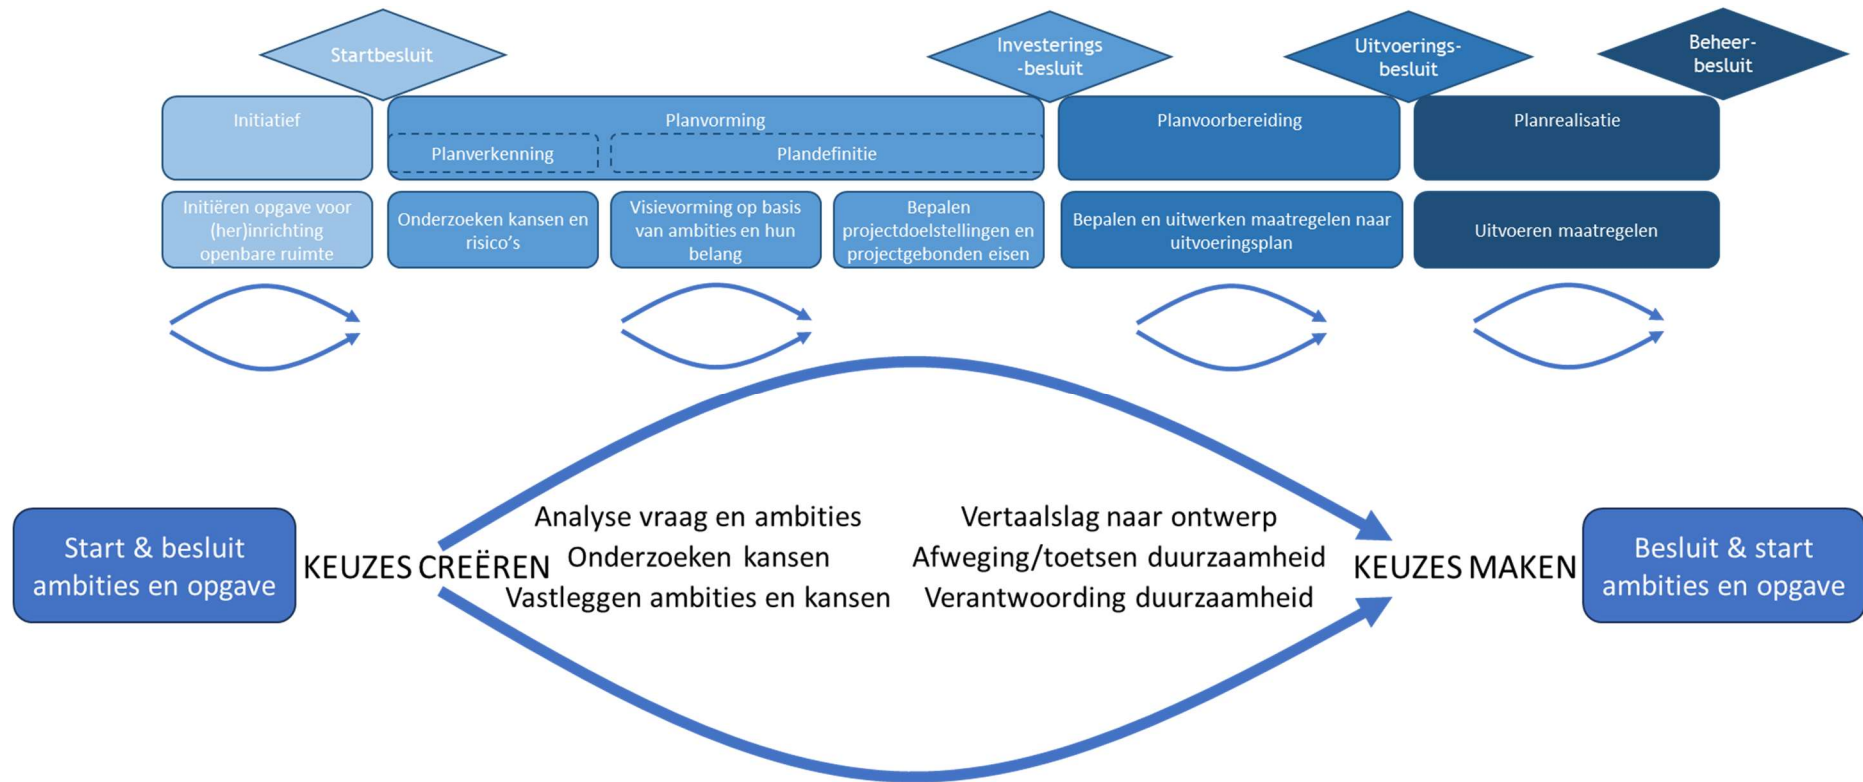 Startbesluit
Investerings
-besluit
Uitvoerings-
besluit
Beheer-
besluit
Initiatief
Planvorming
Planvoorbereiding
Planrealisatie
Planverkenning
Plandefinitie
Initiëren opgave voor
(her)inrichting
openbare ruimte
Onderzoeken kansen en
risico's
Visievorming op basis
van ambities en hun
belang
Bepalen
projectdoelstellingen en
projectgebonden eisen
Bepalen en uitwerken maatregelen naar
uitvoeringsplan
Uitvoeren maatregelen
Start & besluit
ambities en opgave
KEUZES CREËREN
Analyse vraag en ambities
Onderzoeken kansen
Vastleggen ambities en kansen
Vertaalslag naar ontwerp
Afweging/toetsen duurzaamheid
Verantwoording duurzaamheid
KEUZES MAKEN
Besluit & start
ambities en opgave